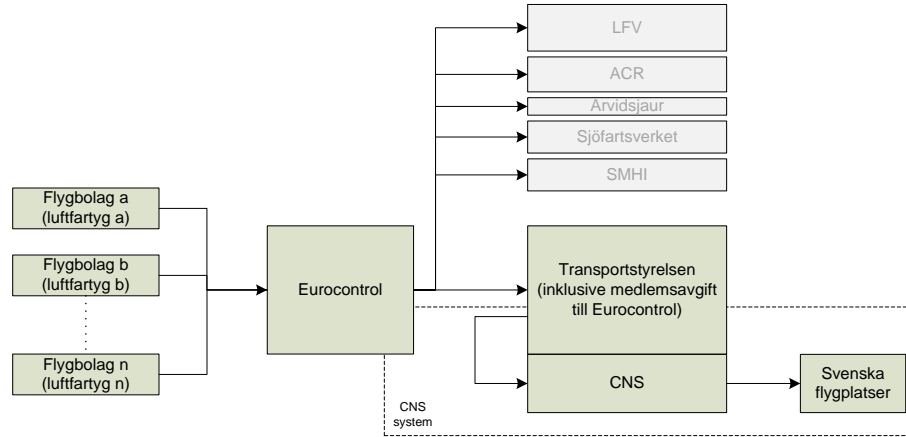 LFV
ACR
Arvidsjaur
Sjöfartsverket
SMHI
Flygbolag a
(luftfartyg a)
Flygbolag b
(luftfartyg b)
Flygbolag n
(luftfartyg n)
Eurocontrol
Transportstyrelsen
(inklusive medlemsavgift
till Eurocontrol)
CNS
Svenska
flygplatser
CNS
system